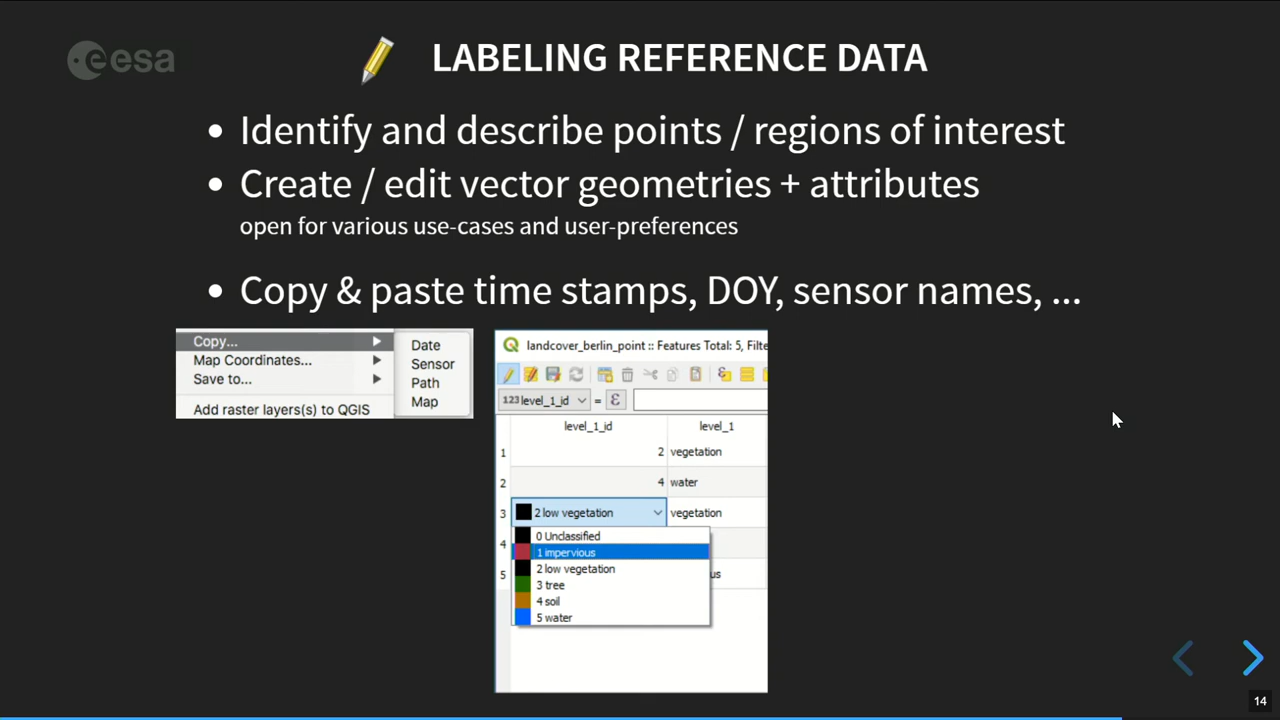 esa
LABELING REFERENCE DATA
• Identify and describe points / regions of interest
• Create / edit vector geometries + attributes
open for various use-cases and user-preferences
• Copy & paste time stamps, DOY, sensor names, ...
Copy...
Map Coordinates...
Save to...
Add raster layers(s) to QGIS
Date
Sensor
Path
Map
landcover_berlin_point :: Features Total: 5, Filte
123 level_1_id = ε
level_1_id level_1
1 2 vegetation
2 4 water
3 2 low vegetation vegetation
4
5 us
0 Unclassified
1 impervious
2 low vegetation
3 tree
4 soil
5 water
14